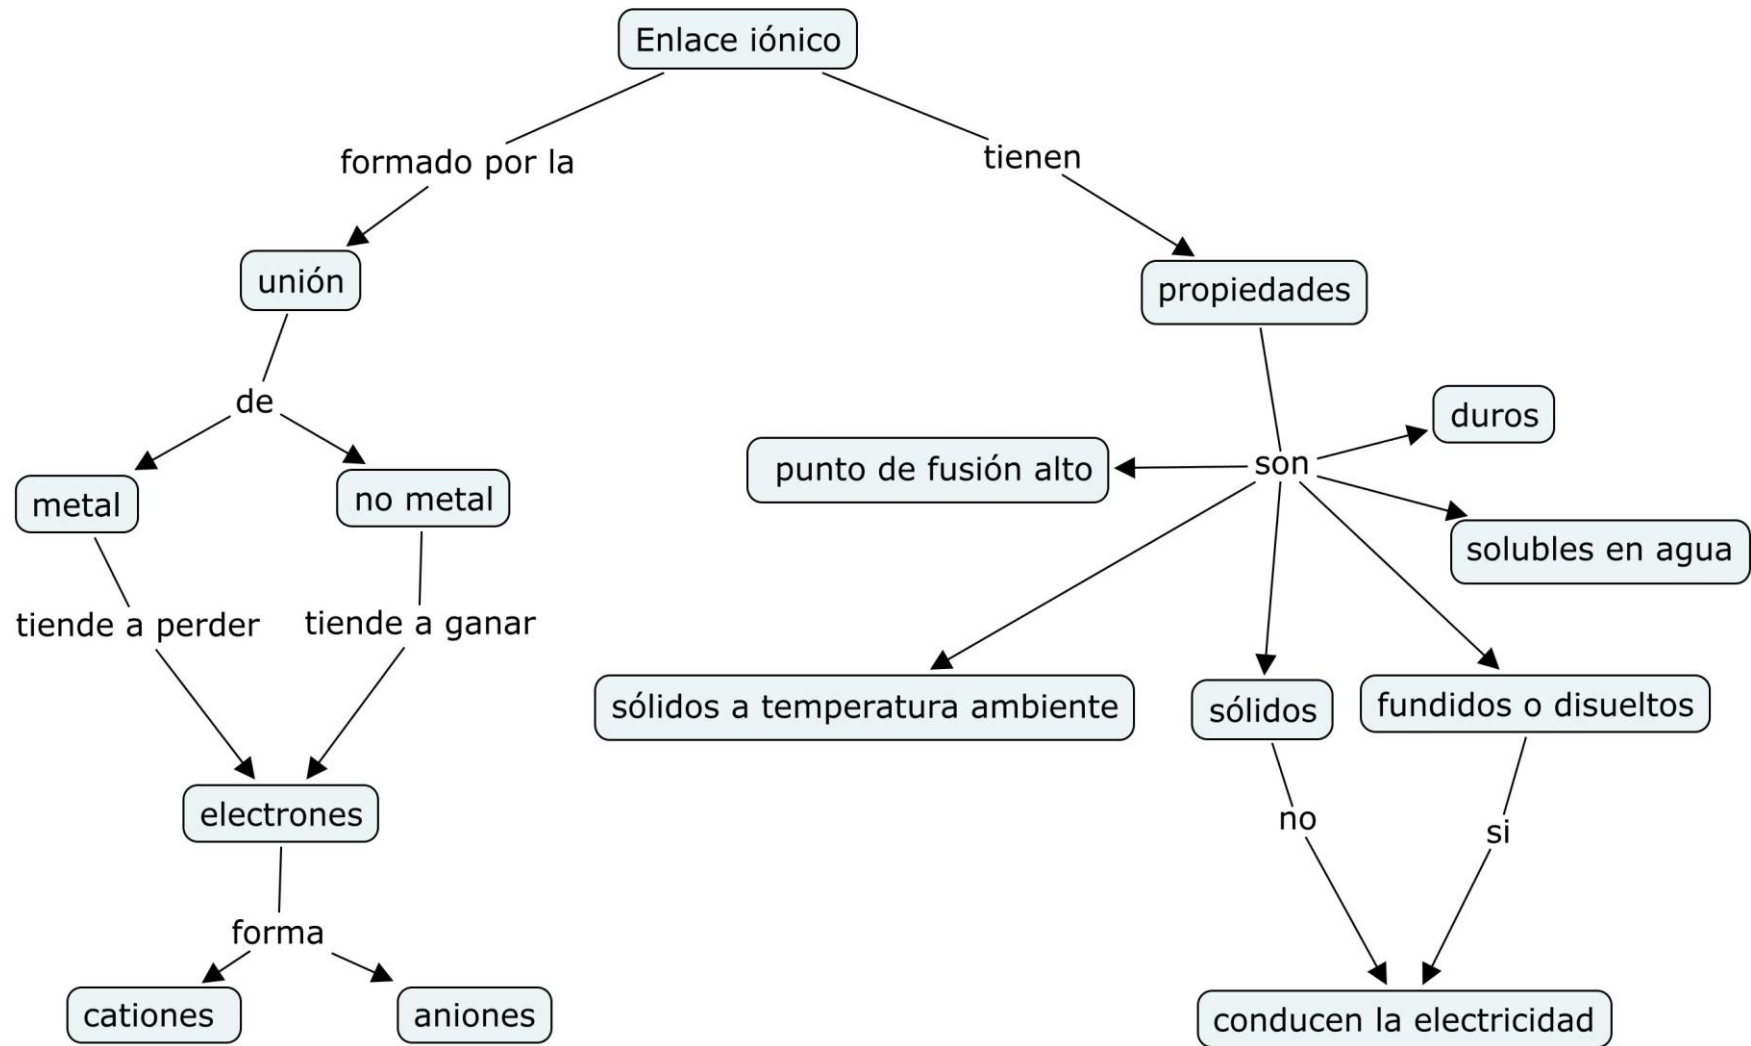 Enlace iónico
formado por la
tienen
unión
propiedades
de
duros
metal
no metal
punto de fusión alto
son
solubles en agua
tiende a perder
tiende a ganar
sólidos a temperatura ambiente
sólidos
fundidos o disueltos
electrones
no
si
forma
cationes
aniones
conducen la electricidad